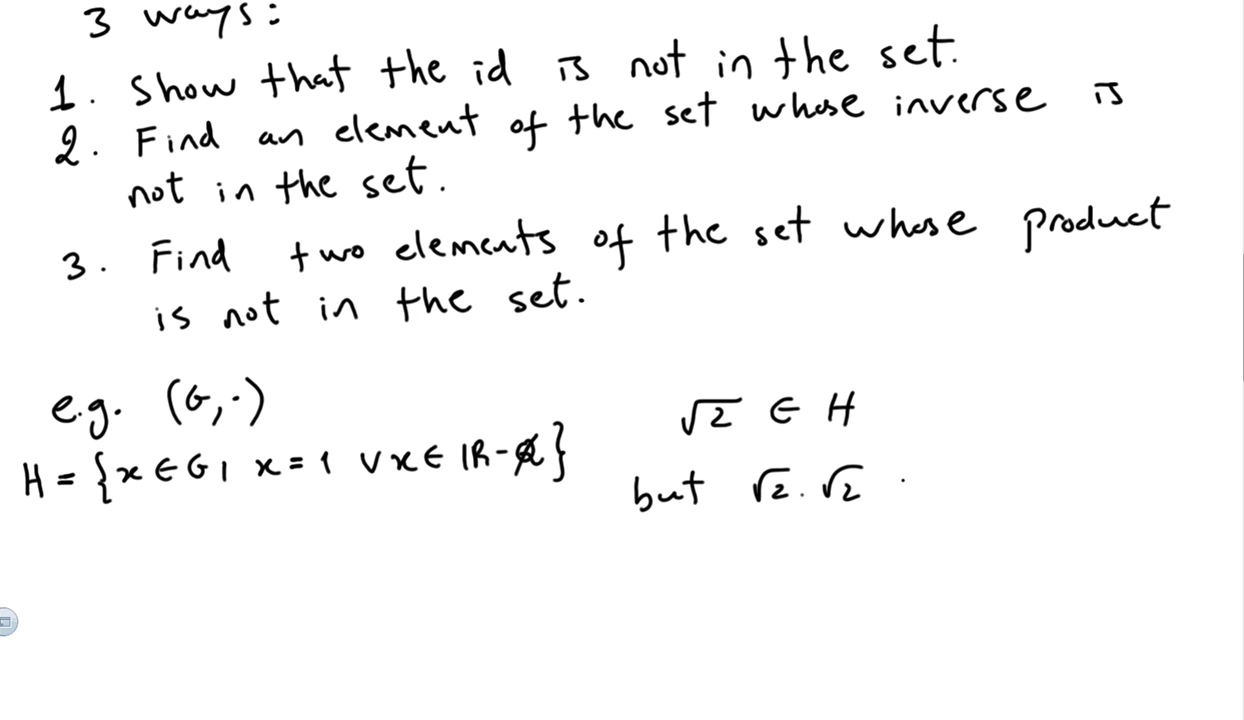 3 ways:
1. Show that the id is not in the set.
2. Find an element of the set whose inverse is
not in the set.
3. Find two elements of the set whose product
is not in the set.
e.g. (G,·)
H = {x ∈ G | x = 1 ∨ x ∈ ℝ - ℚ}
√2 ∈ H
but √2 . √2